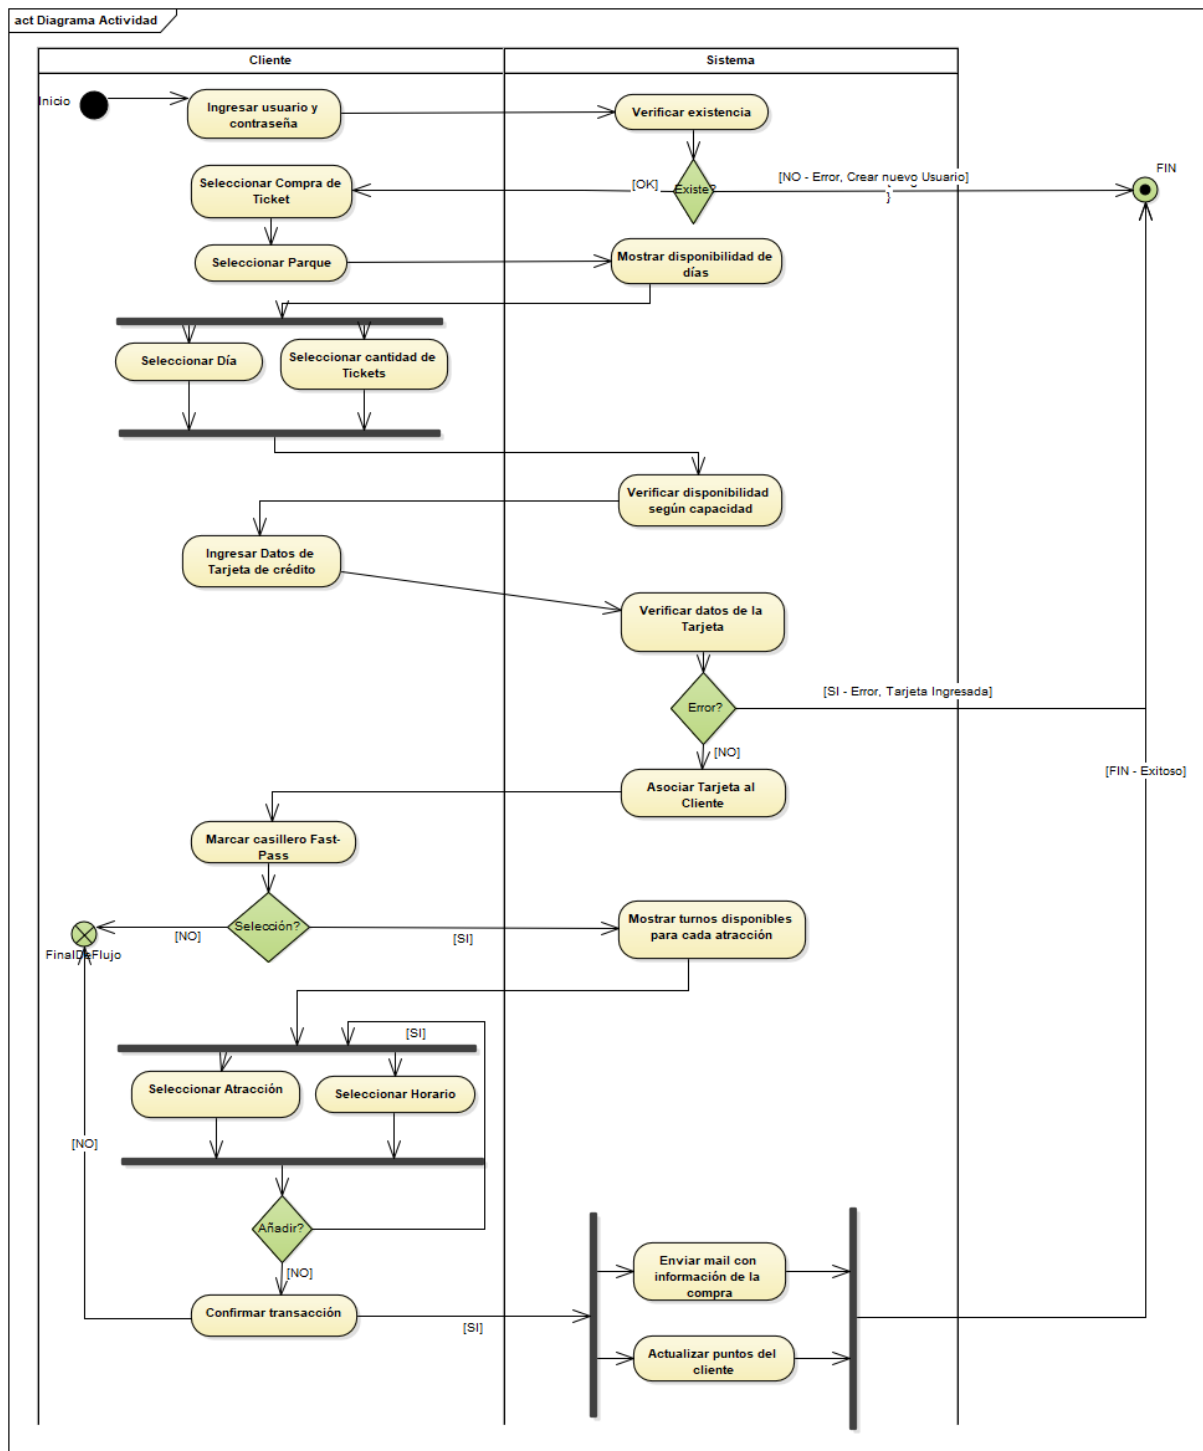 act Diagrama Actividad
Cliente
Sistema
Inicio
Ingresar usuario y
contraseña
Verificar existencia
FIN
Seleccionar Compra de
Ticket
[OK]
Existe?
[NO - Error, Crear nuevo Usuario]
}
Seleccionar Parque
Mostrar disponibilidad de
días
Seleccionar Día
Seleccionar cantidad de
Tickets
Verificar disponibilidad
según capacidad
Ingresar Datos de
Tarjeta de crédito
Verificar datos de la
Tarjeta
[SI - Error, Tarjeta Ingresada]
Error?
[NO]
[FIN - Exitoso]
Asociar Tarjeta al
Cliente
Marcar casillero Fast-
Pass
Selección?
[NO]
[SI]
Mostrar turnos disponibles
para cada atracción
FinalDeFlujo
[SI]
Seleccionar Atracción
Seleccionar Horario
[NO]
Añadir?
[NO]
Enviar mail con
información de la
compra
Confirmar transacción
[SI]
Actualizar puntos del
cliente